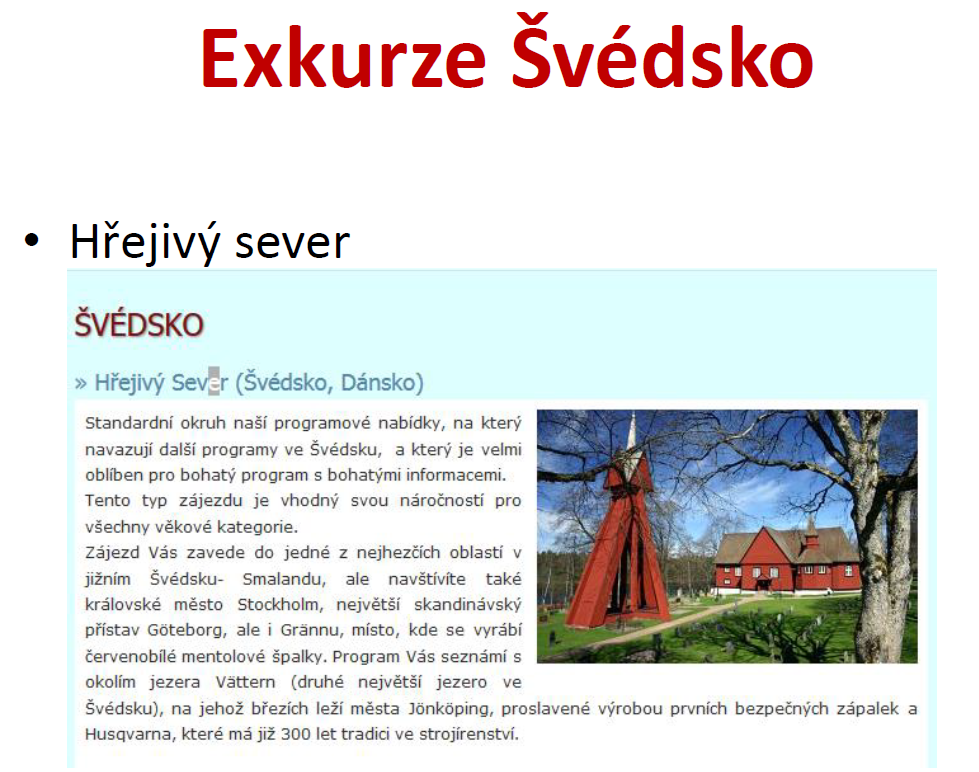 Exkurze Švédsko
• Hřejivý sever
ŠVÉDSKO
» Hřejivý Sever (Švédsko, Dánsko)
Standardní okruh naší programové nabídky, na který
navazují další programy ve Švédsku, a který je velmi
oblíben pro bohatý program s bohatými informacemi.
Tento typ zájezdu je vhodný svou náročností pro
všechny věkové kategorie.
Zájezd Vás zavede do jedné z nejhezčích oblastí v
jižním Švédsku- Smalandu, ale navštívíte také
královské město Stockholm, největší skandinávský
přístav Göteborg, ale i Grännu, místo, kde se vyrábí
červenobílé mentolové špalky. Program Vás seznámí s
okolím jezera Vättern (druhé největší jezero ve
Švédsku), na jehož březích leží města Jönköping, proslavené výrobou prvních bezpečných zápalek a
Husqvarna, které má již 300 let tradici ve strojírenství.